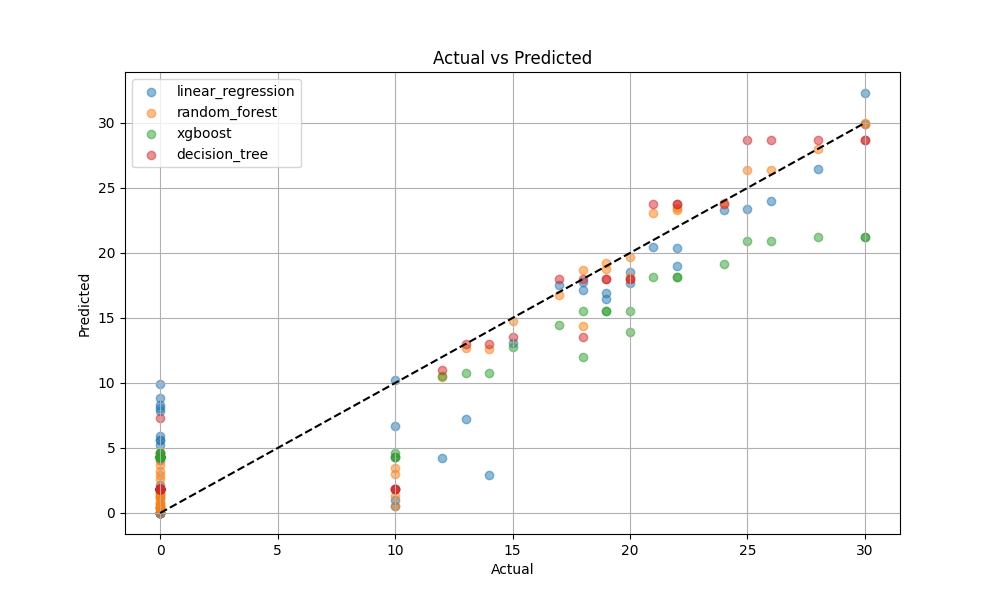 Actual vs Predicted
linear_regression
random_forest
xgboost
decision_tree
30
25
20
15
10
5
0
Predicted
0
5
10
15
20
25
30
Actual